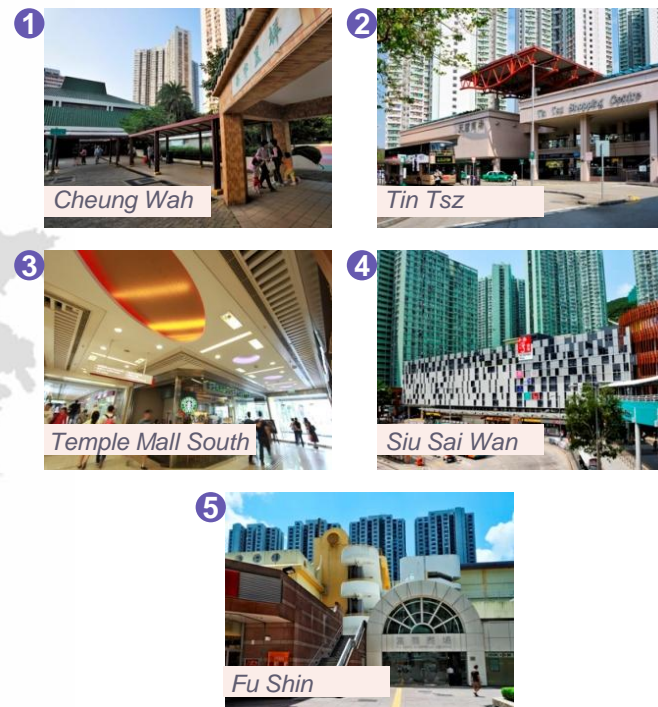 1
Cheung Wah
2
Tin Tsz Shopping Centre
Tin Tsz
3
Temple Mall South
4
Siu Sai Wan
5
Fu Shin